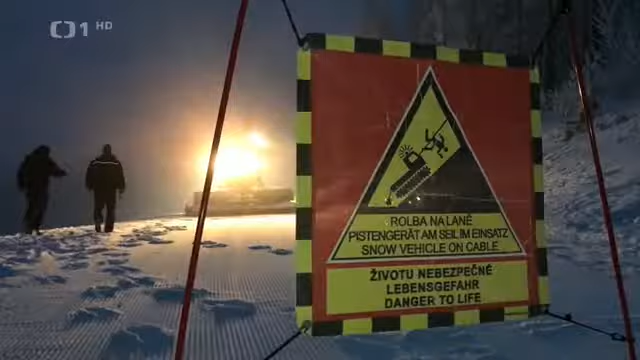 C1 HD
ROLBA NA LANĚ
PISTENGERÄT AM SEIL IM EINSATZ
SNOW VEHICLE ON CABLE
ŽIVOTU NEBEZPEČNÉ
LEBENSGEFAHR
DANGER TO LIFE